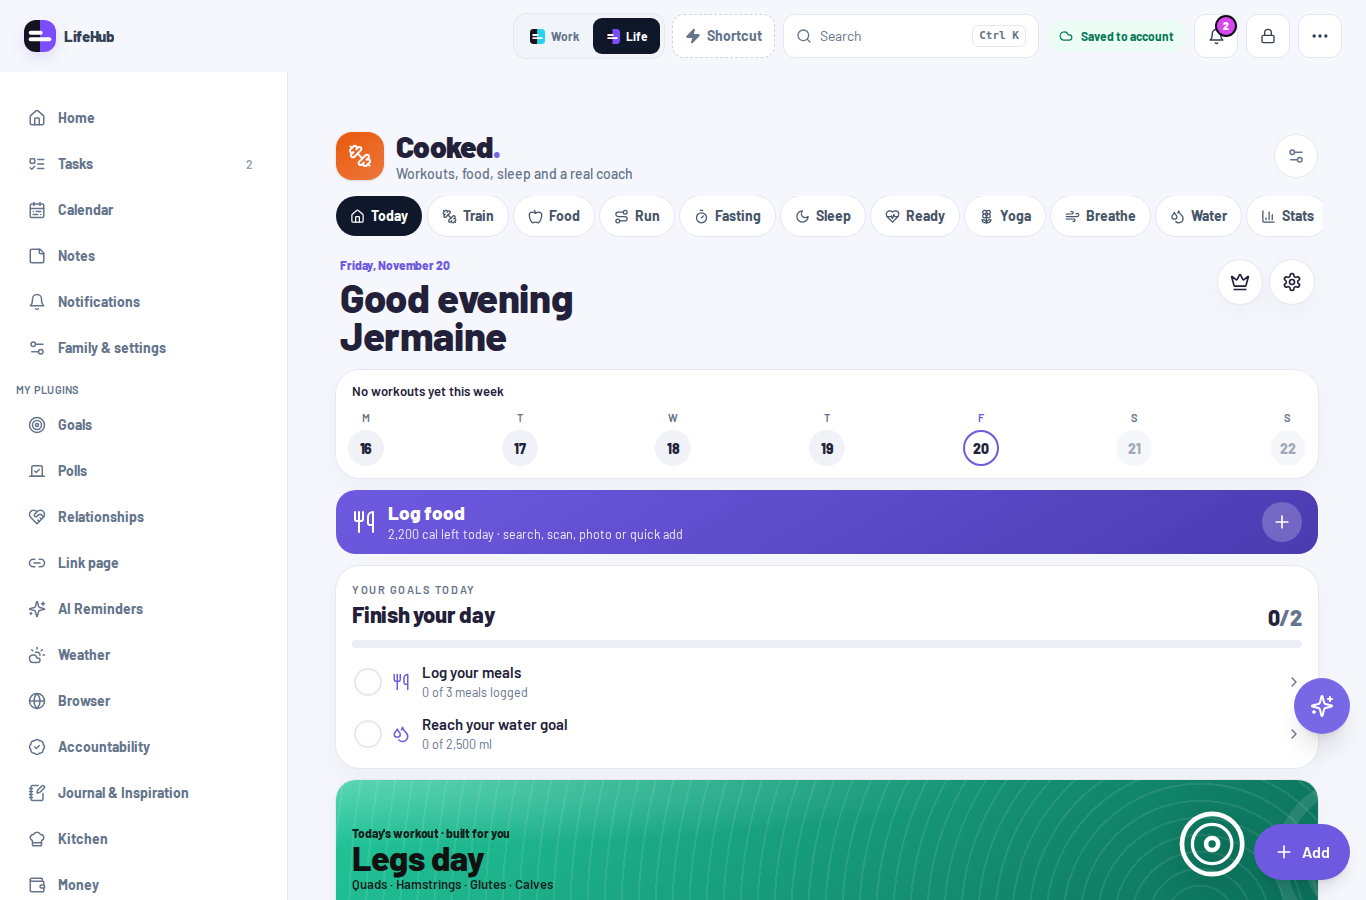 LifeHub
Work
Life
Shortcut
Search
Ctrl K
Saved to account
2
Home
Tasks
2
Calendar
Notes
Notifications
Family & settings
MY PLUGINS
Goals
Polls
Relationships
Link page
AI Reminders
Weather
Browser
Accountability
Journal & Inspiration
Kitchen
Money
Cooked.
Workouts, food, sleep and a real coach
Today
Train
Food
Run
Fasting
Sleep
Ready
Yoga
Breathe
Water
Stats
Friday, November 20
Good evening
Jermaine
No workouts yet this week
M T W T F S S
16 17 18 19 20 21 22
Log food
2,200 cal left today · search, scan, photo or quick add
YOUR GOALS TODAY
Finish your day
0/2
Log your meals
0 of 3 meals logged
Reach your water goal
0 of 2,500 ml
Today's workout · built for you
Legs day
Quads · Hamstrings · Glutes · Calves
Add